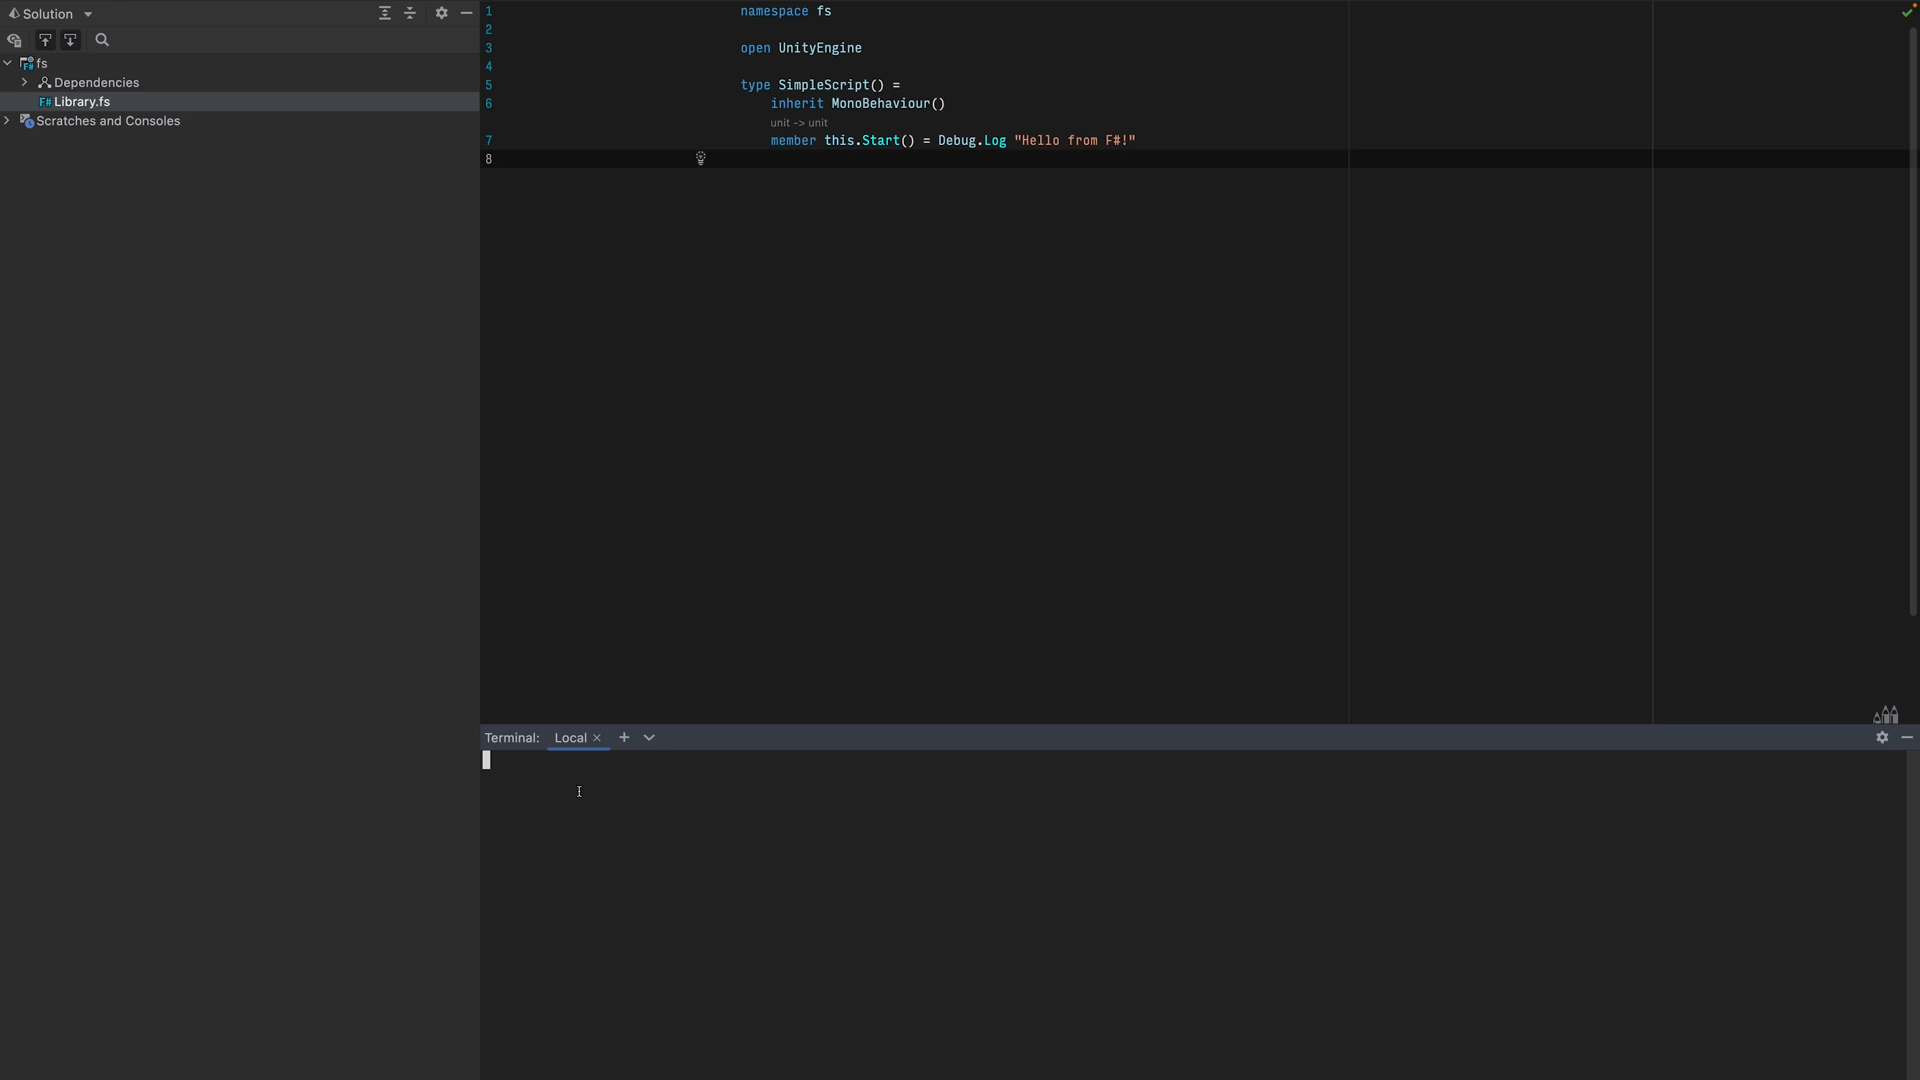 Solution
fs
Dependencies
F# Library.fs
Scratches and Consoles
1 namespace fs
2
3 open UnityEngine
4
5 type SimpleScript() =
6 inherit MonoBehaviour()
unit -> unit
7 member this.Start() = Debug.Log "Hello from F#!"
8
Terminal: Local